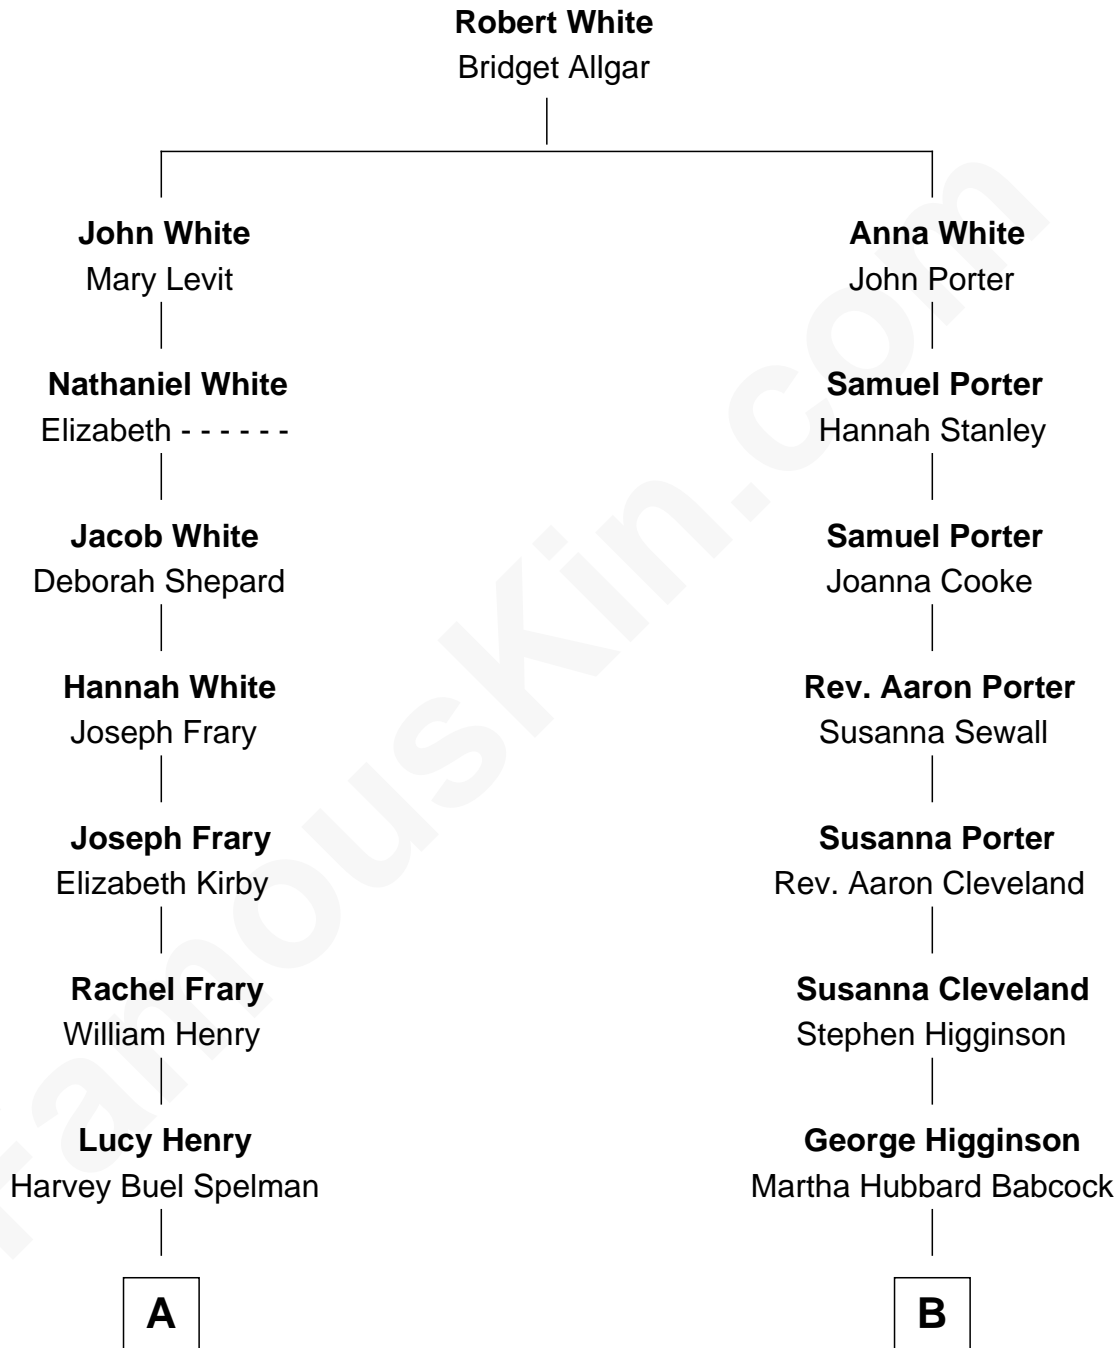 Robert White
Bridget Allgar
John White
Mary Levit
Anna White
John Porter
Nathaniel White
Elizabeth - - - - - -
Samuel Porter
Hannah Stanley
Jacob White
Deborah Shepard
Samuel Porter
Joanna Cooke
Hannah White
Joseph Frary
Rev. Aaron Porter
Susanna Sewall
Joseph Frary
Elizabeth Kirby
Susanna Porter
Rev. Aaron Cleveland
Rachel Frary
William Henry
Susanna Cleveland
Stephen Higginson
Lucy Henry
Harvey Buel Spelman
George Higginson
Martha Hubbard Babcock
A
B
FamousKin.com